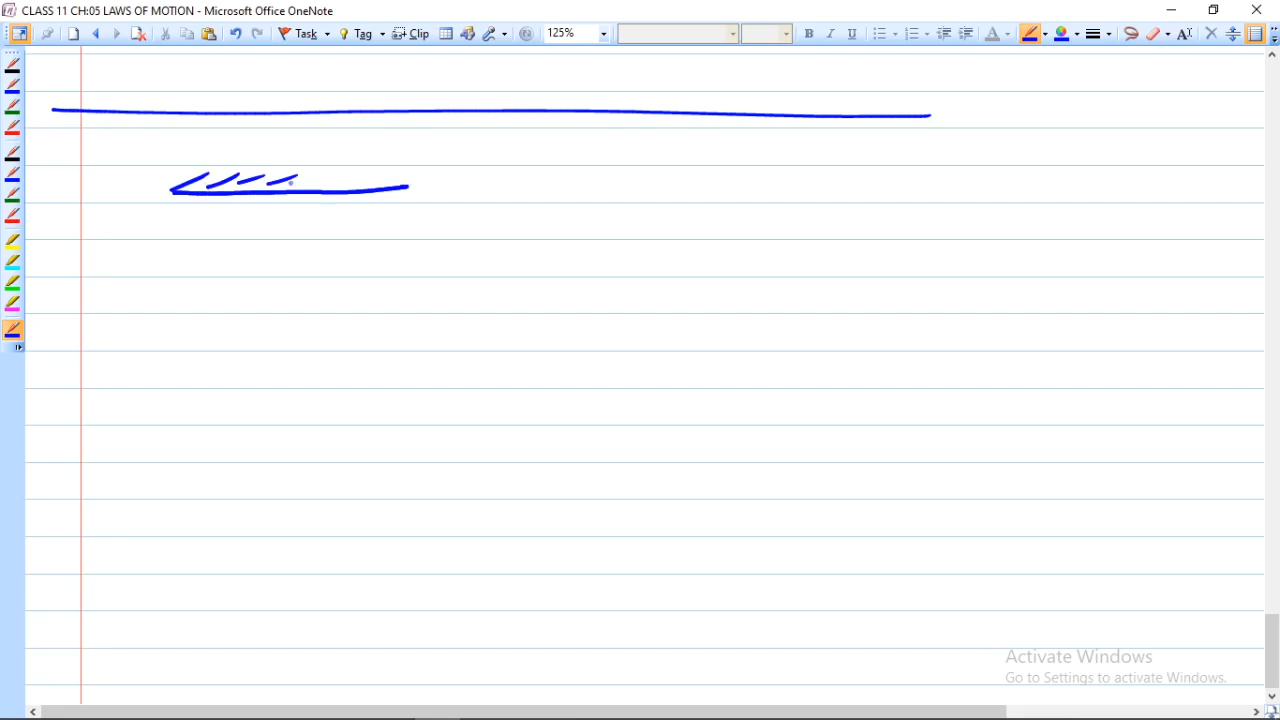 CLASS 11 CH:05 LAWS OF MOTION - Microsoft Office OneNote
Task Tag Clip 125% B I U A A
Activate Windows
Go to Settings to activate Windows.